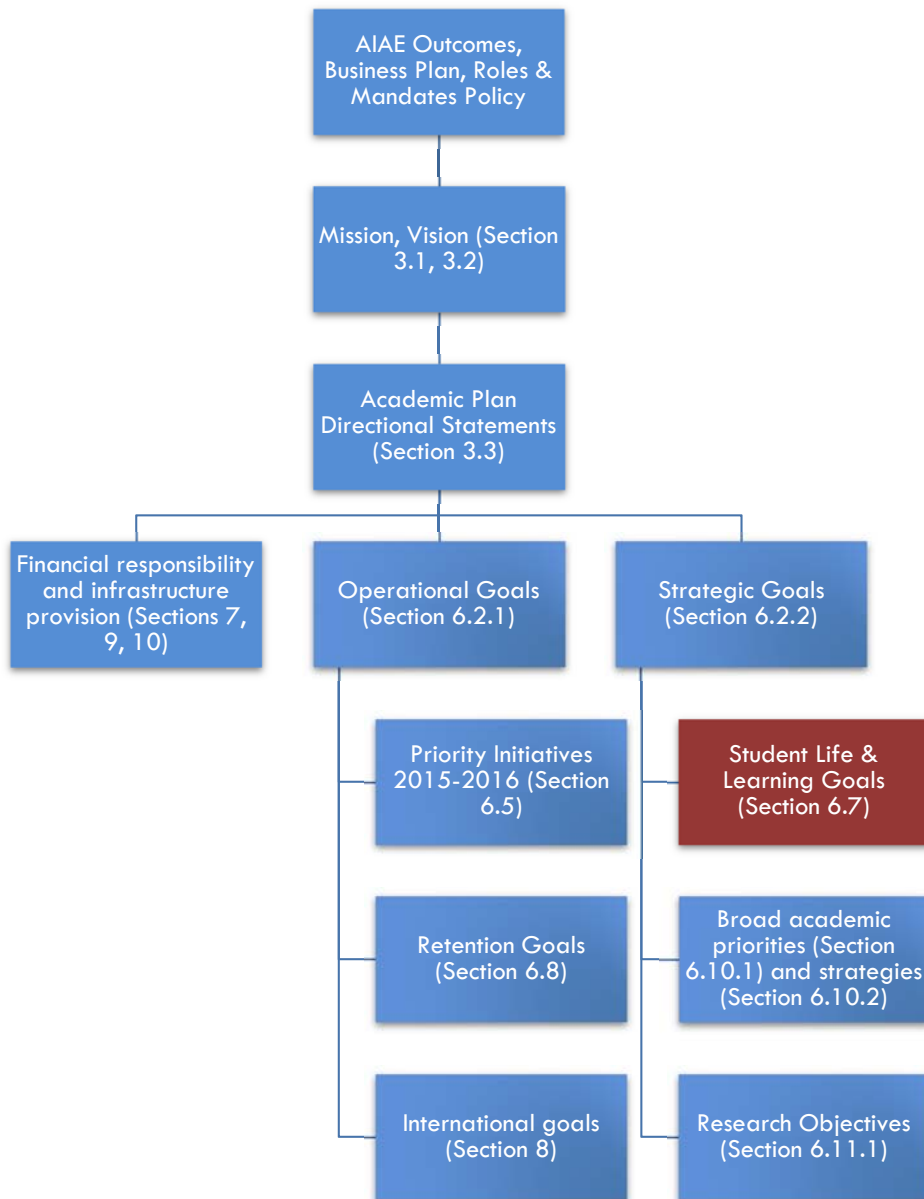 AIAE Outcomes,
Business Plan, Roles &
Mandates Policy
Mission, Vision (Section
3.1, 3.2)
Academic Plan
Directional Statements
(Section 3.3)
Financial responsibility
and infrastructure
provision (Sections 7,
9, 10)
Operational Goals
(Section 6.2.1)
Strategic Goals
(Section 6.2.2)
Priority Initiatives
2015-2016 (Section
6.5)
Student Life &
Learning Goals
(Section 6.7)
Retention Goals
(Section 6.8)
Broad academic
priorities (Section
6.10.1) and strategies
(Section 6.10.2)
International goals
(Section 8)
Research Objectives
(Section 6.11.1)